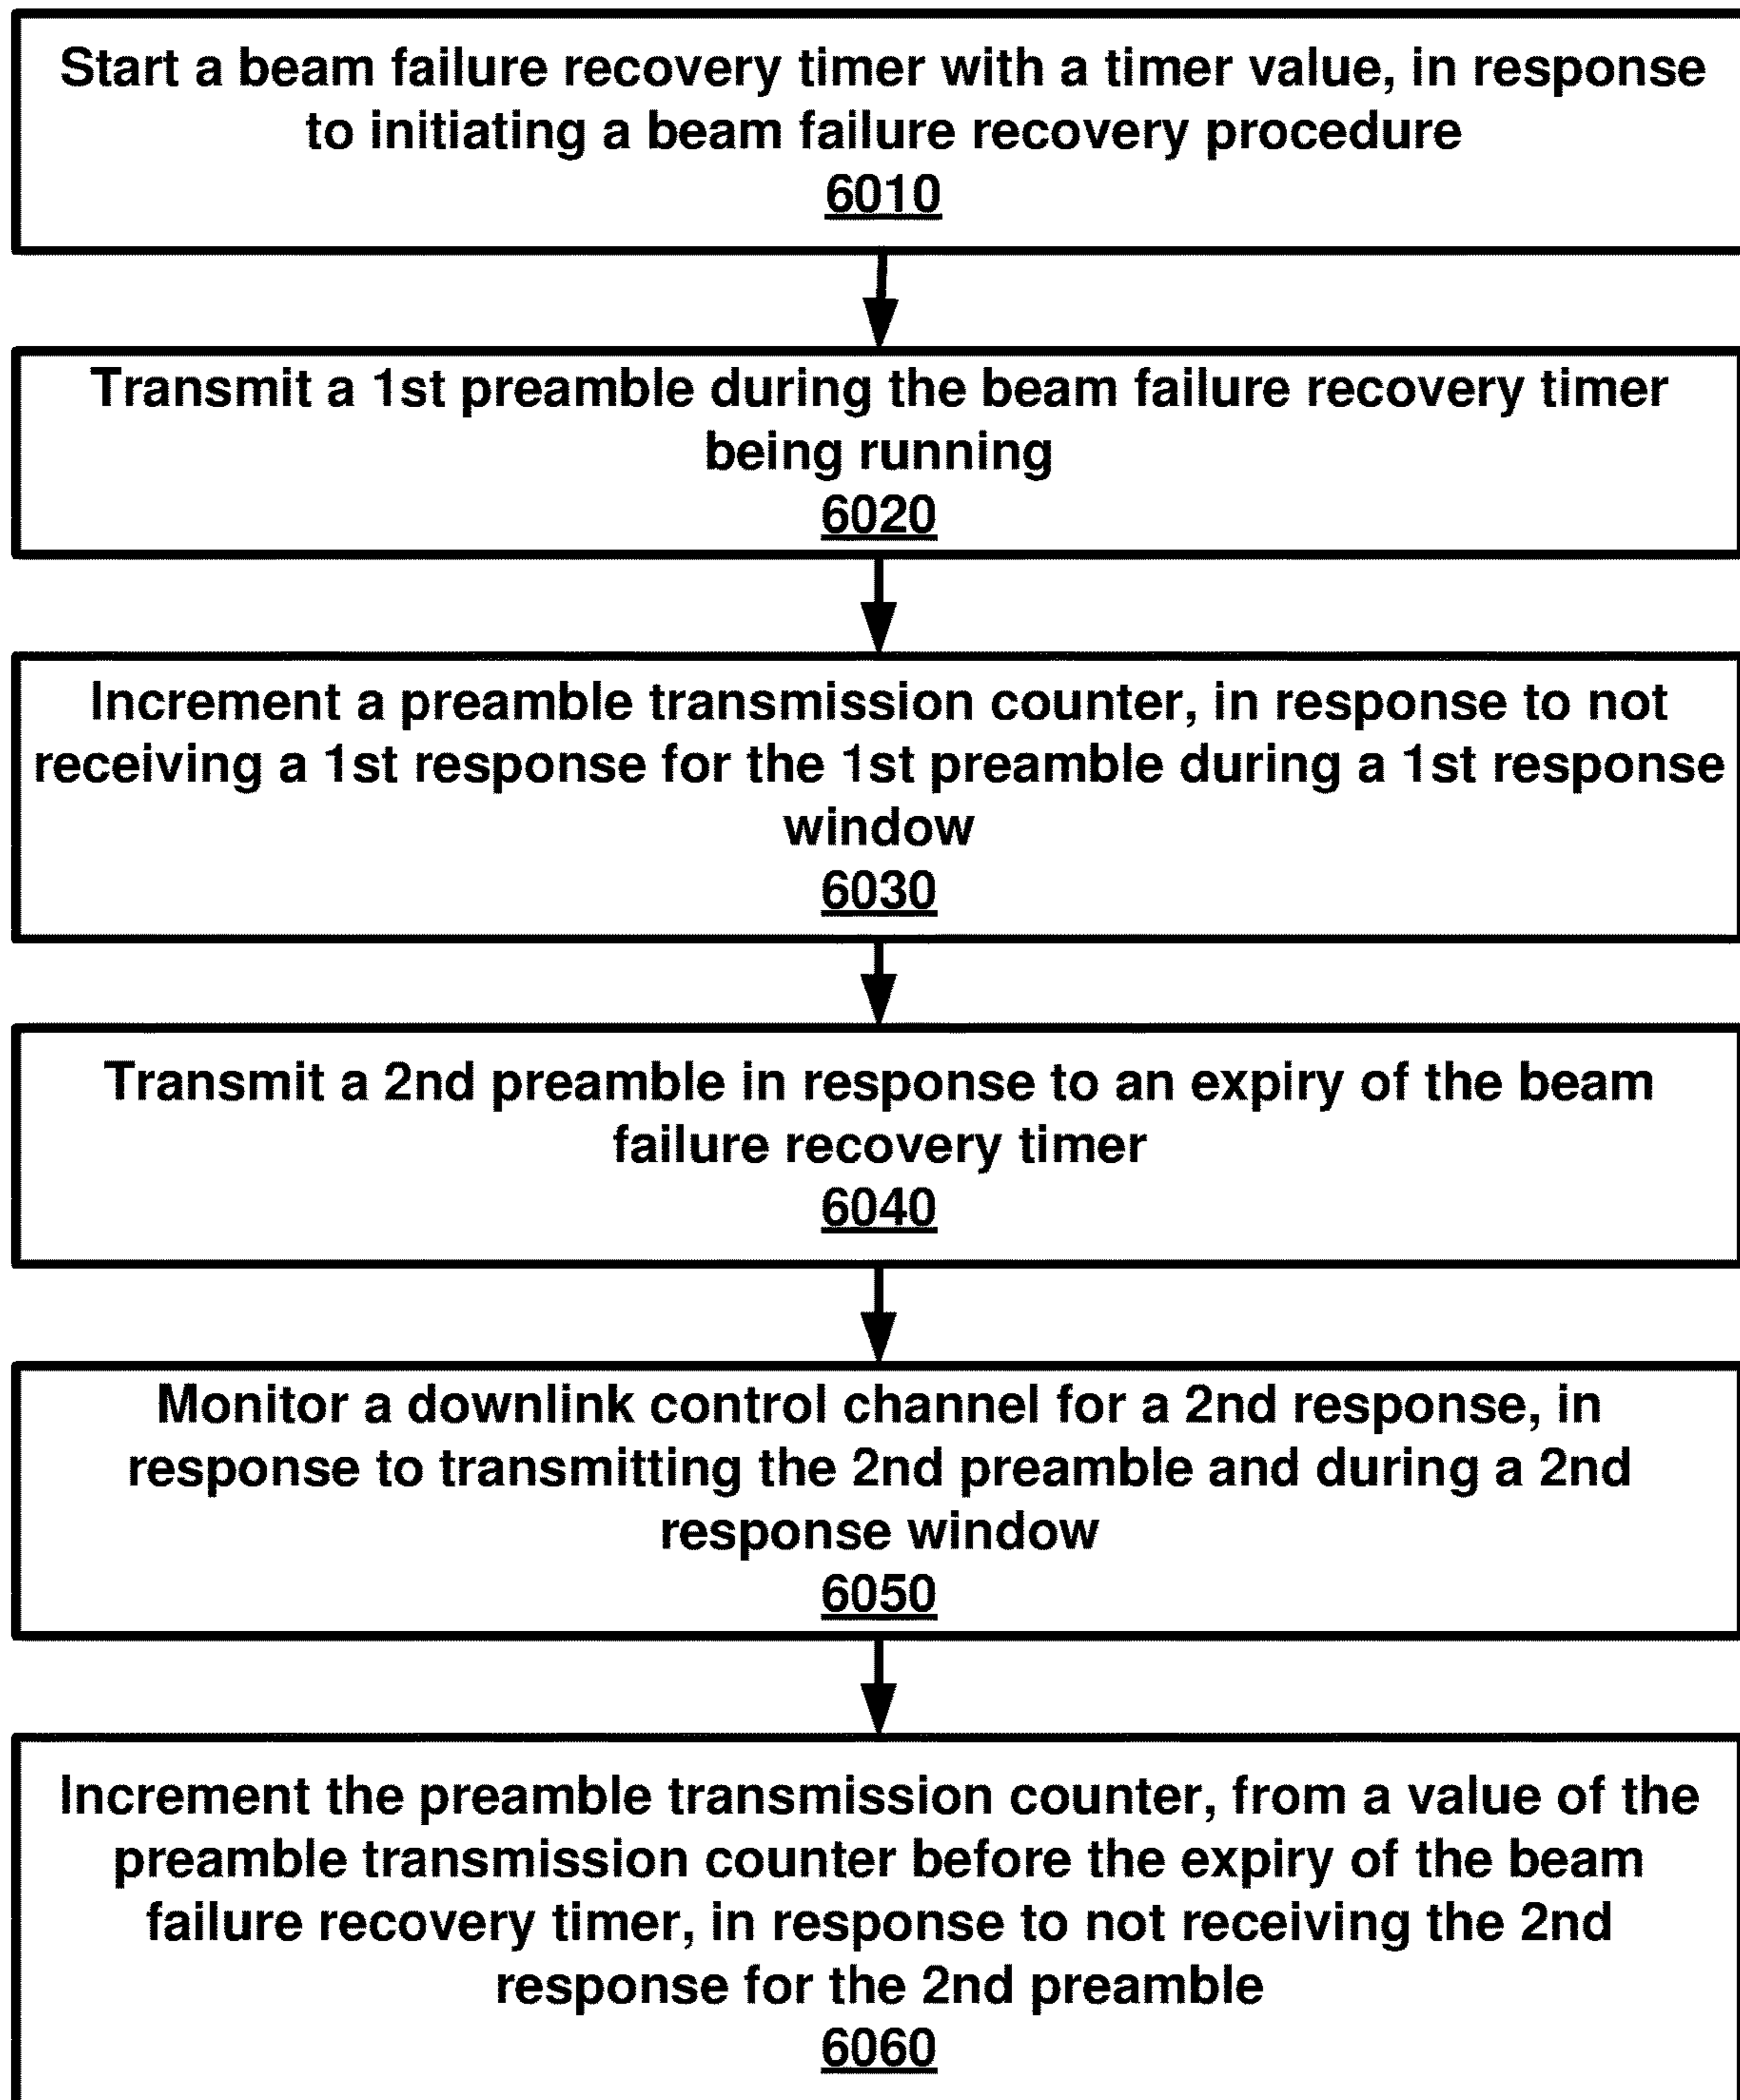 Start a beam failure recovery timer with a timer value, in response
to initiating a beam failure recovery procedure
6010
Transmit a 1st preamble during the beam failure recovery timer
being running
6020
Increment a preamble transmission counter, in response to not
receiving a 1st response for the 1st preamble during a 1st response
window
6030
Transmit a 2nd preamble in response to an expiry of the beam
failure recovery timer
6040
Monitor a downlink control channel for a 2nd response, in
response to transmitting the 2nd preamble and during a 2nd
response window
6050
Increment the preamble transmission counter, from a value of the
preamble transmission counter before the expiry of the beam
failure recovery timer, in response to not receiving the 2nd
response for the 2nd preamble
6060